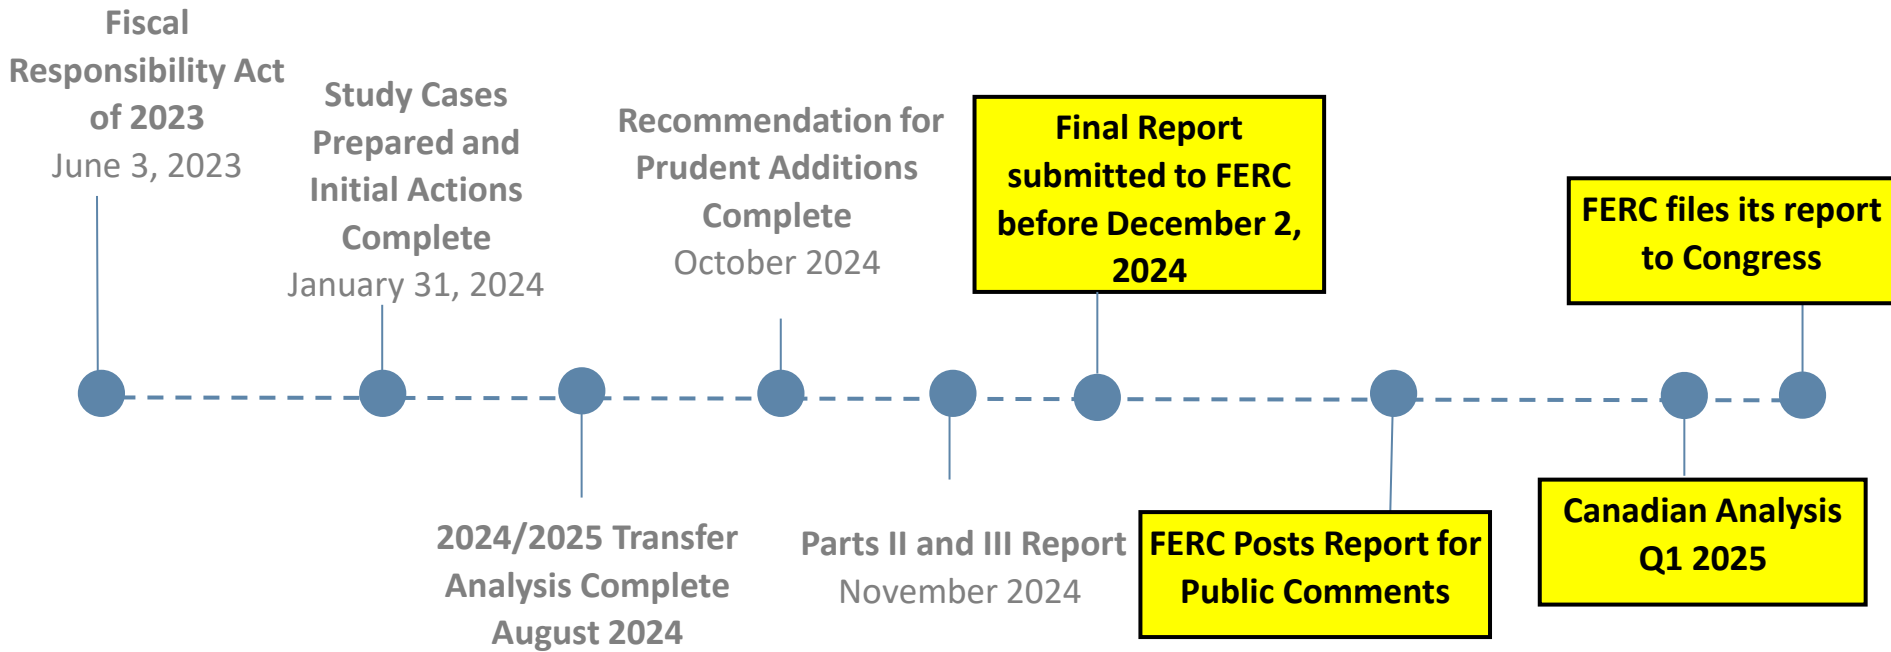 Fiscal
Responsibility Act
of 2023
June 3, 2023
Study Cases
Prepared and
Initial Actions
Complete
January 31, 2024
2024/2025 Transfer
Analysis Complete
August 2024
Recommendation for
Prudent Additions
Complete
October 2024
Parts II and III Report
November 2024
Final Report
submitted to FERC
before December 2,
2024
FERC Posts Report for
Public Comments
Canadian Analysis
Q1 2025
FERC files its report
to Congress